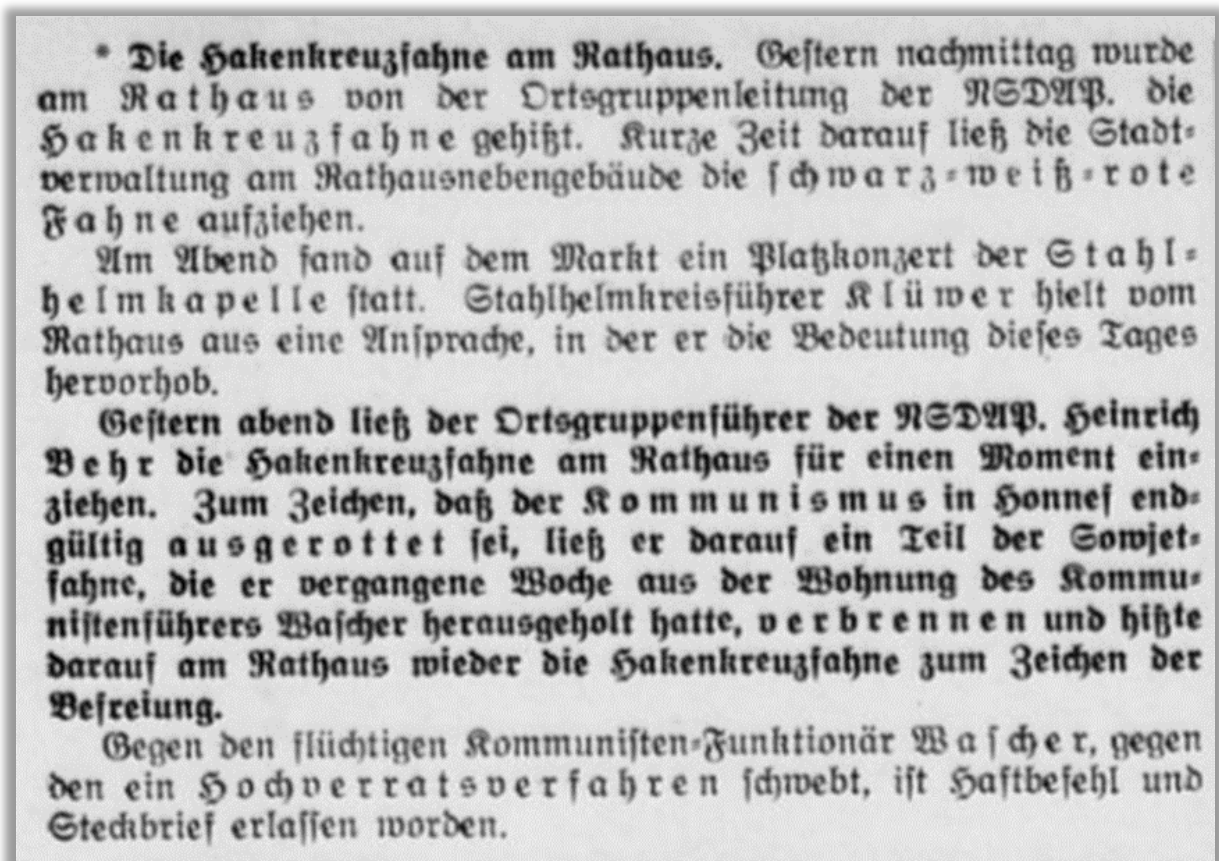 * Die Hakenkreuzfahne am Rathaus. Gestern nachmittag wurde
am Rathaus von der Ortsgruppenleitung der NSDAP. die
Hakenkreuzfahne gehißt. Kurze Zeit darauf ließ die Stadt-
verwaltung am Rathausnebengebäude die schwarz-weiß-rote
Fahne aufziehen.
Am Abend fand auf dem Markt ein Platzkonzert der Stahl-
helmkapelle statt. Stahlhelmkreisführer Klüwer hielt vom
Rathaus aus eine Ansprache, in der er die Bedeutung dieses Tages
hervorhob.
Gestern abend ließ der Ortsgruppenführer der NSDAP. Heinrich
Behr die Hakenkreuzfahne am Rathaus für einen Moment ein-
ziehen. Zum Zeichen, daß der Kommunismus in Honnef end-
gültig ausgerottet sei, ließ er darauf ein Teil der Sowjet-
fahne, die er vergangene Woche aus der Wohnung des Kommu-
nistenführers Wascher herausgeholt hatte, verbrennen und hißte
darauf am Rathaus wieder die Hakenkreuzfahne zum Zeichen der
Befreiung.
Gegen den flüchtigen Kommunisten-Funktionär Wascher, gegen
den ein Hochverratsverfahren schwebt, ist Haftbefehl und
Steckbrief erlassen worden.